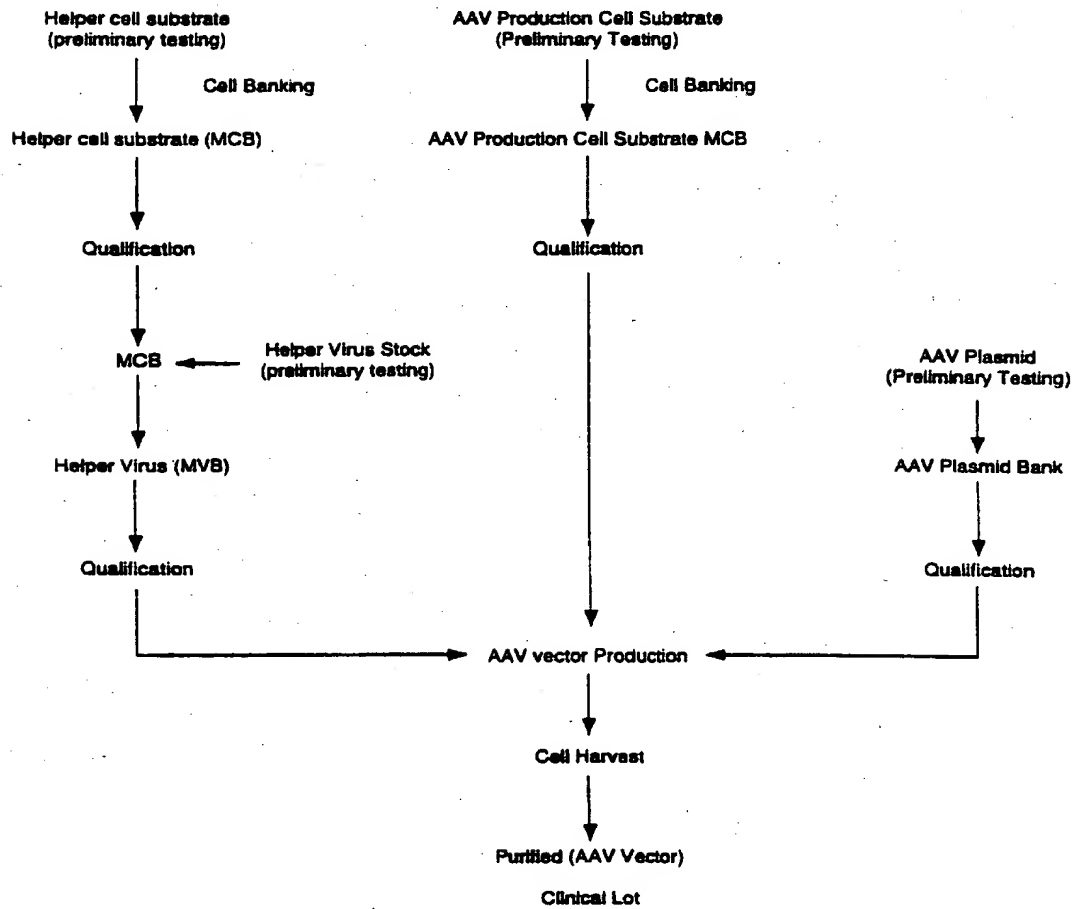 Helper cell substrate
(preliminary testing)
AAV Production Cell Substrate
(Preliminary Testing)
Cell Banking
Cell Banking
Helper cell substrate (MCB)
AAV Production Cell Substrate MCB
Qualification
Qualification
MCB
Helper Virus Stock
(preliminary testing)
AAV Plasmid
(Preliminary Testing)
Helper Virus (MVB)
AAV Plasmid Bank
Qualification
Qualification
AAV vector Production
Cell Harvest
Purified (AAV Vector)
Clinical Lot